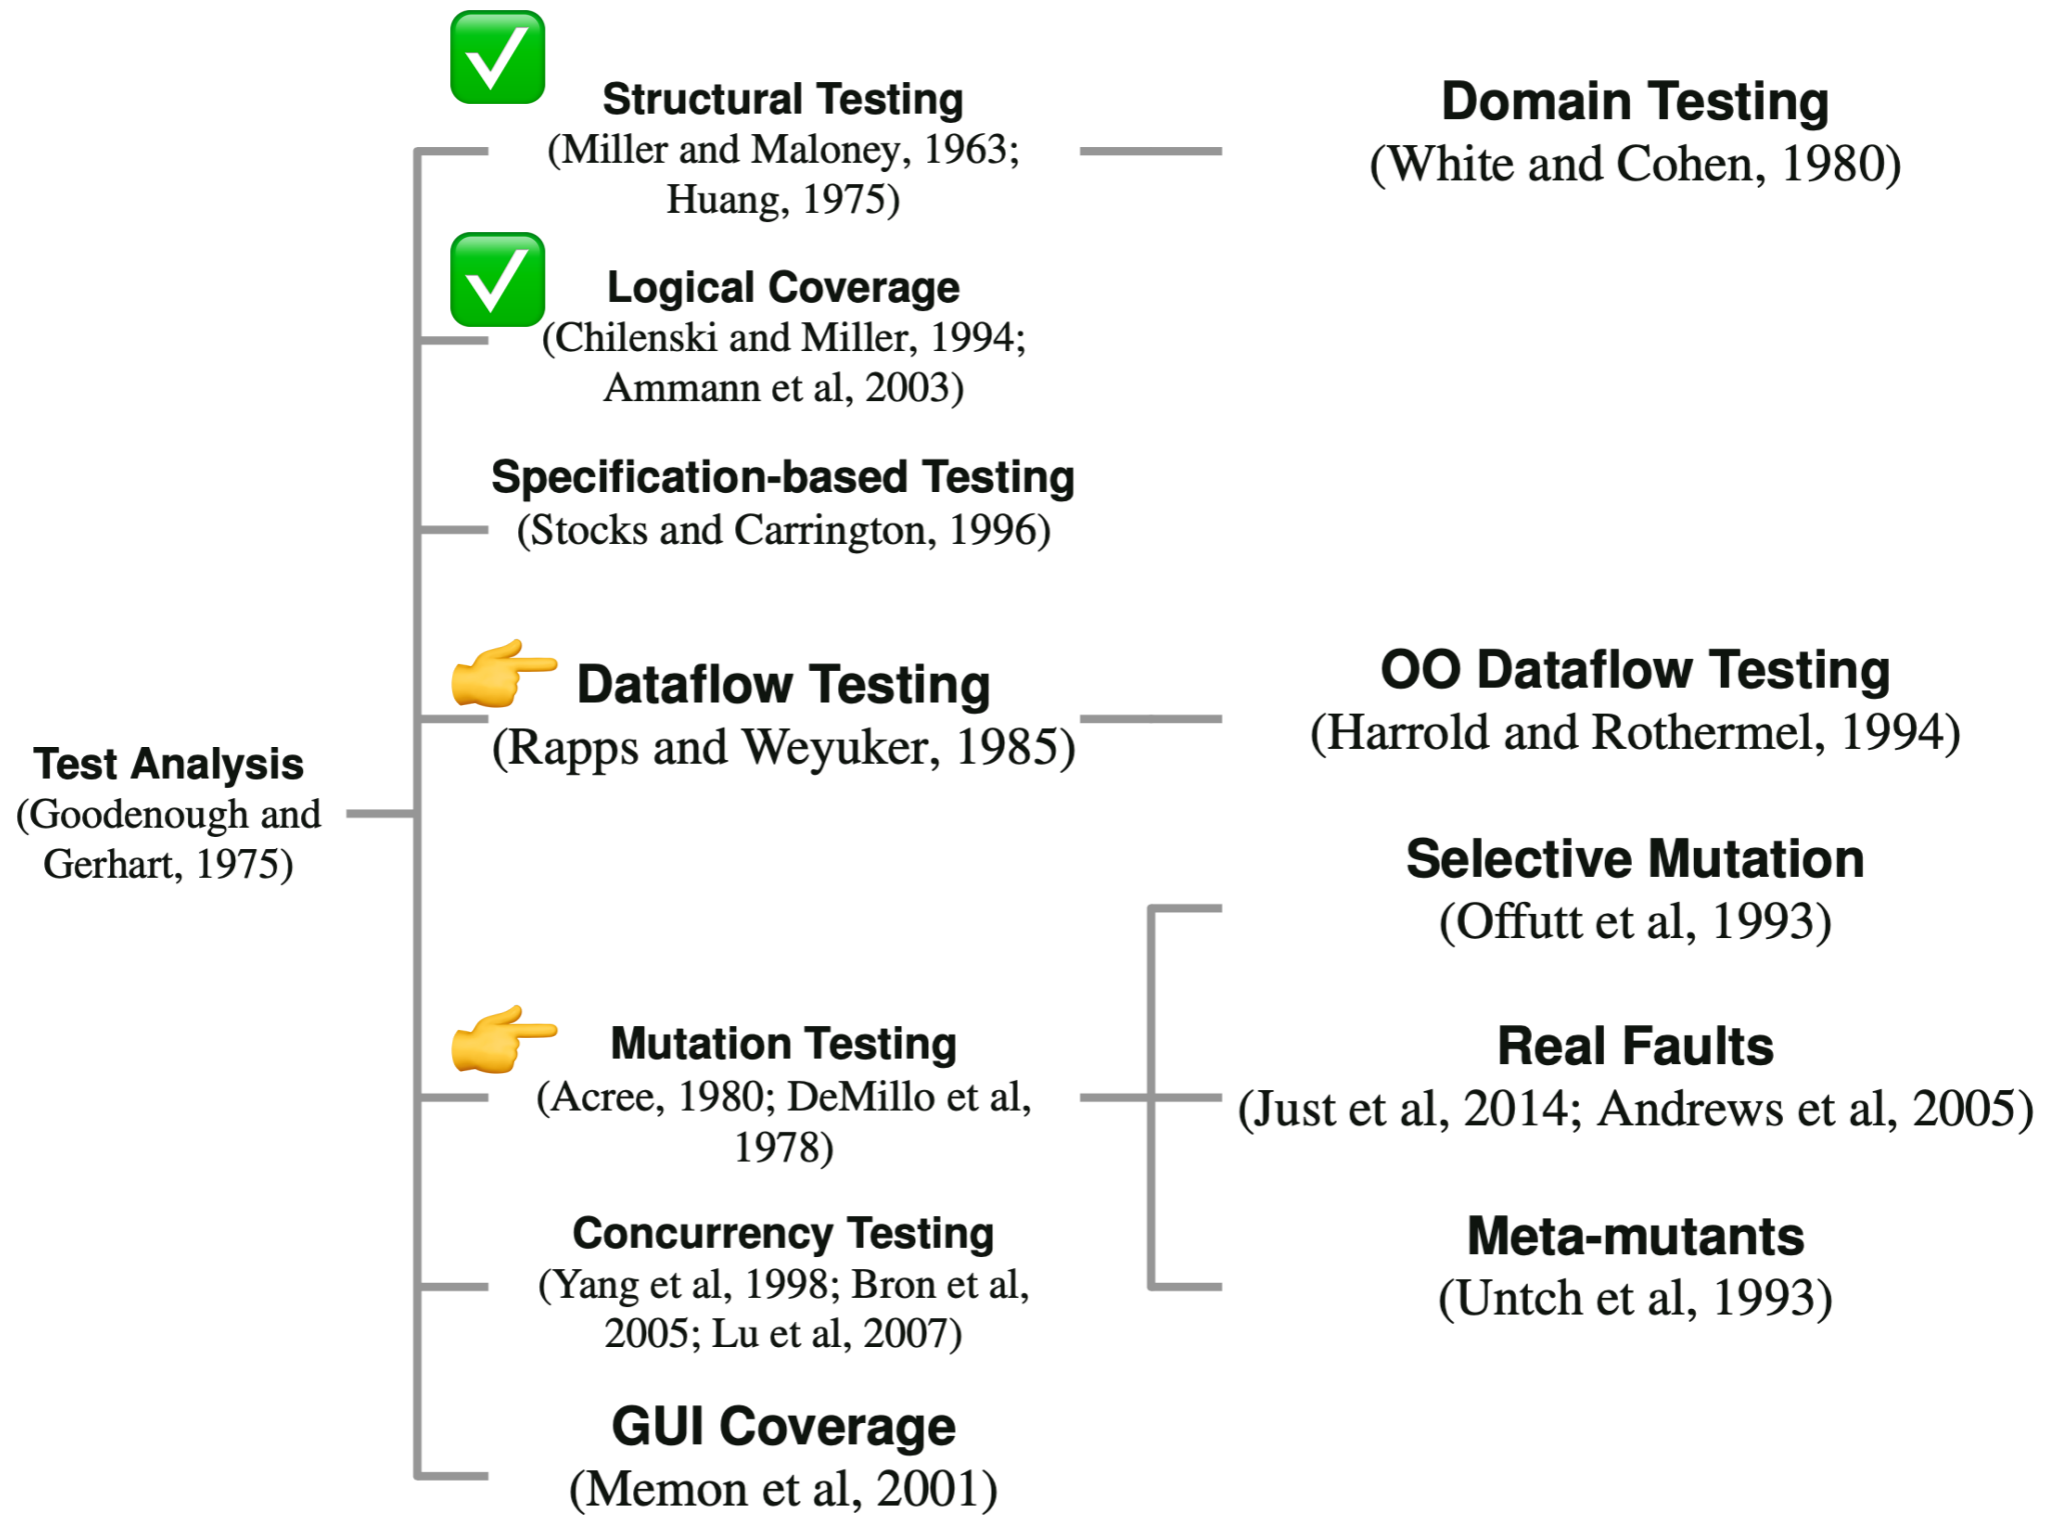 Test Analysis
(Goodenough and
Gerhart, 1975)
Structural Testing
(Miller and Maloney, 1963;
Huang, 1975)
Domain Testing
(White and Cohen, 1980)
Logical Coverage
(Chilenski and Miller, 1994;
Ammann et al, 2003)
Specification-based Testing
(Stocks and Carrington, 1996)
Dataflow Testing
(Rapps and Weyuker, 1985)
OO Dataflow Testing
(Harrold and Rothermel, 1994)
Mutation Testing
(Acree, 1980; DeMillo et al,
1978)
Selective Mutation
(Offutt et al, 1993)
Real Faults
(Just et al, 2014; Andrews et al, 2005)
Meta-mutants
(Untch et al, 1993)
Concurrency Testing
(Yang et al, 1998; Bron et al,
2005; Lu et al, 2007)
GUI Coverage
(Memon et al, 2001)